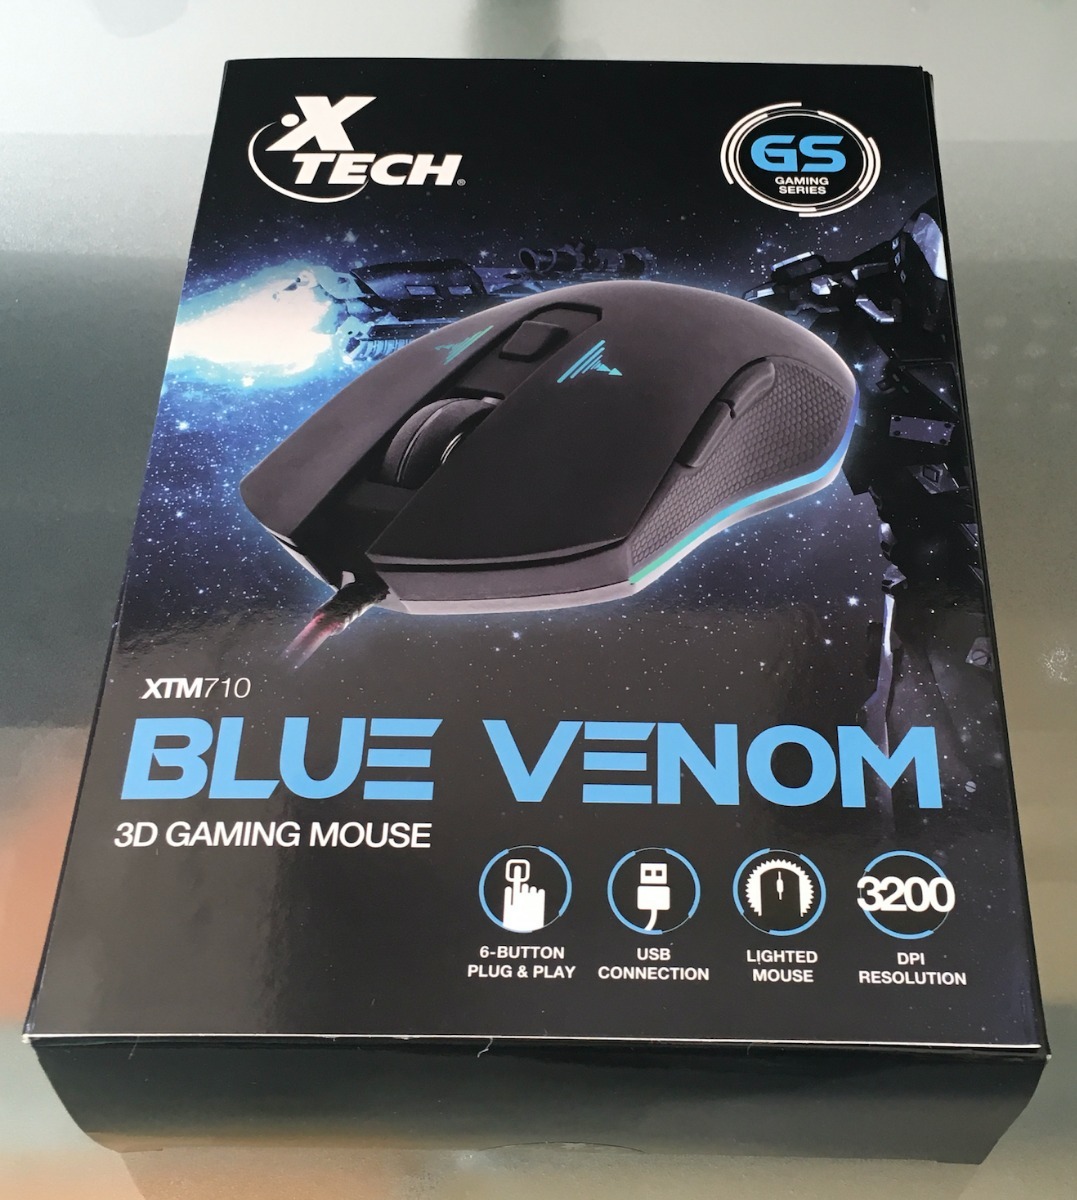 X
TECH®
GS
GAMING
SERIES
XTM710
BLUE VENOM
3D GAMING MOUSE
6-BUTTON
PLUG & PLAY
USB
CONNECTION
LIGHTED
MOUSE
3200
DPI
RESOLUTION